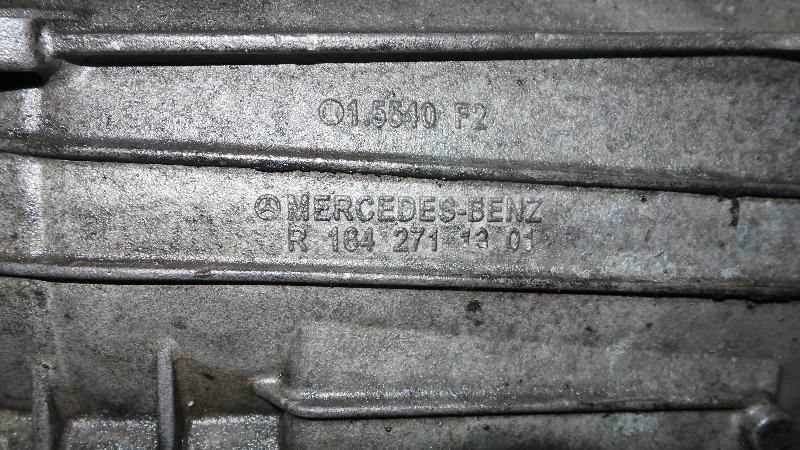 1.5540 F2
MERCEDES-BENZ
R 164 271 13 01